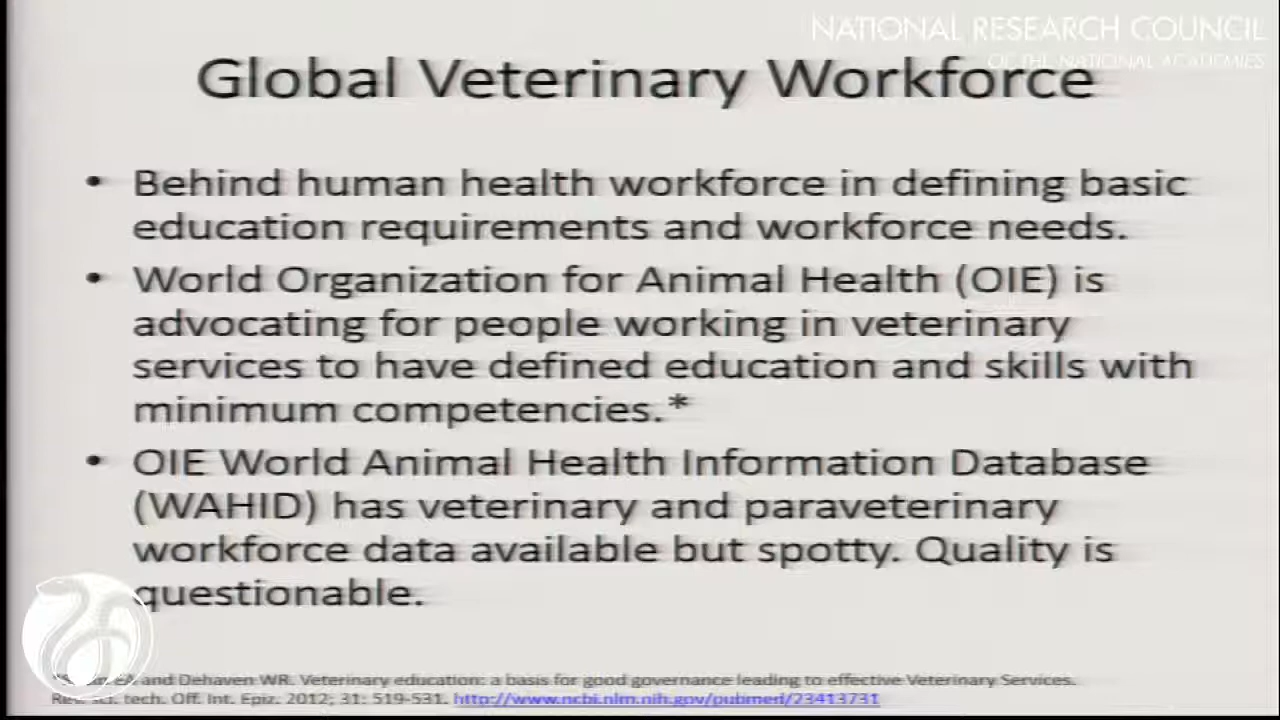 NATIONAL RESEARCH COUNCIL
OF THE NATIONAL ACADEMIES
Global Veterinary Workforce
• Behind human health workforce in defining basic
education requirements and workforce needs.
• World Organization for Animal Health (OIE) is
advocating for people working in veterinary
services to have defined education and skills with
minimum competencies.*
• OIE World Animal Health Information Database
(WAHID) has veterinary and paraveterinary
workforce data available but spotty. Quality is
questionable.
and Dehaven WR. Veterinary education: a basis for good governance leading to effective Veterinary Services.
Rev. sci. tech. Off. Int. Epiz. 2012; 31: 519-531. http://www.ncbi.nlm.nih.gov/pubmed/23413731